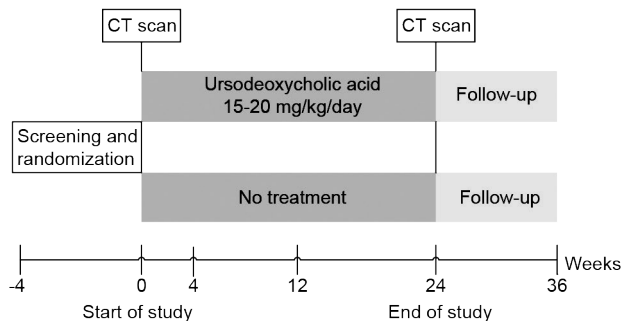 CT scan
CT scan
Ursodeoxycholic acid
15-20 mg/kg/day
Follow-up
Screening and
randomization
No treatment
Follow-up
Weeks
-4
0
4
12
24
36
Start of study
End of study